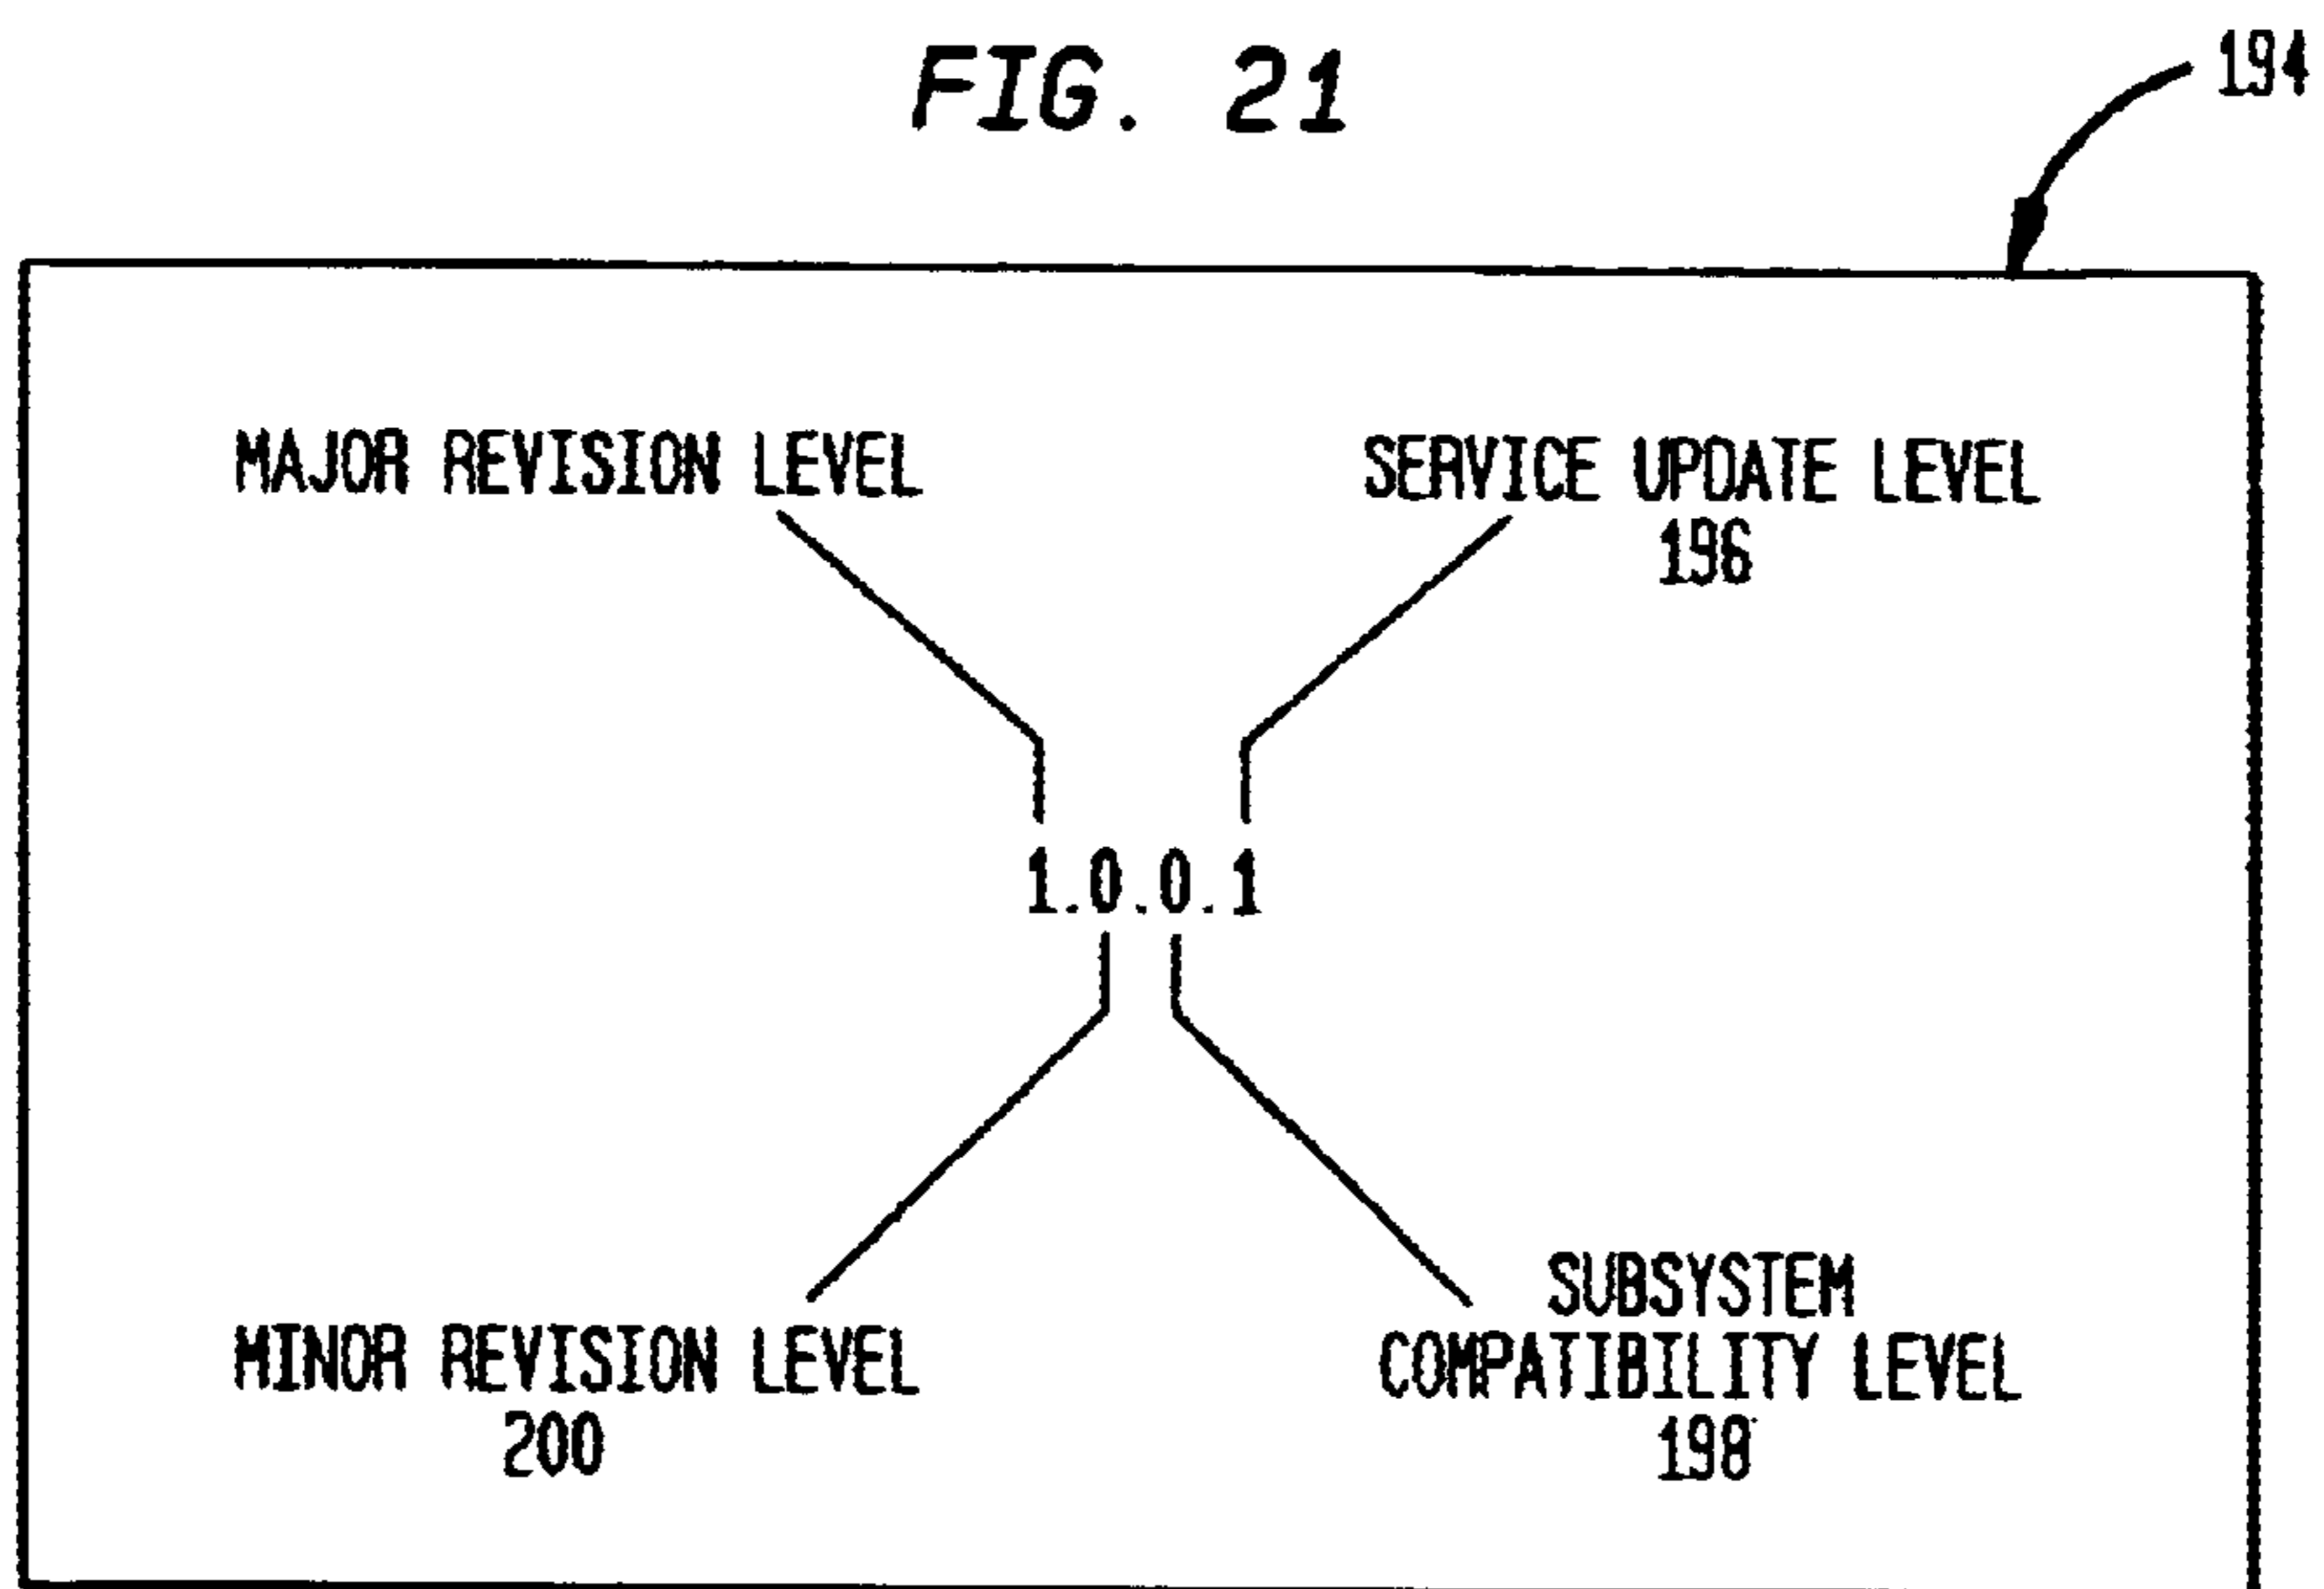 FIG. 21
194
MAJOR REVISION LEVEL
SERVICE UPDATE LEVEL
196
1.0.0.1
MINOR REVISION LEVEL
200
SUBSYSTEM
COMPATIBILITY LEVEL
198